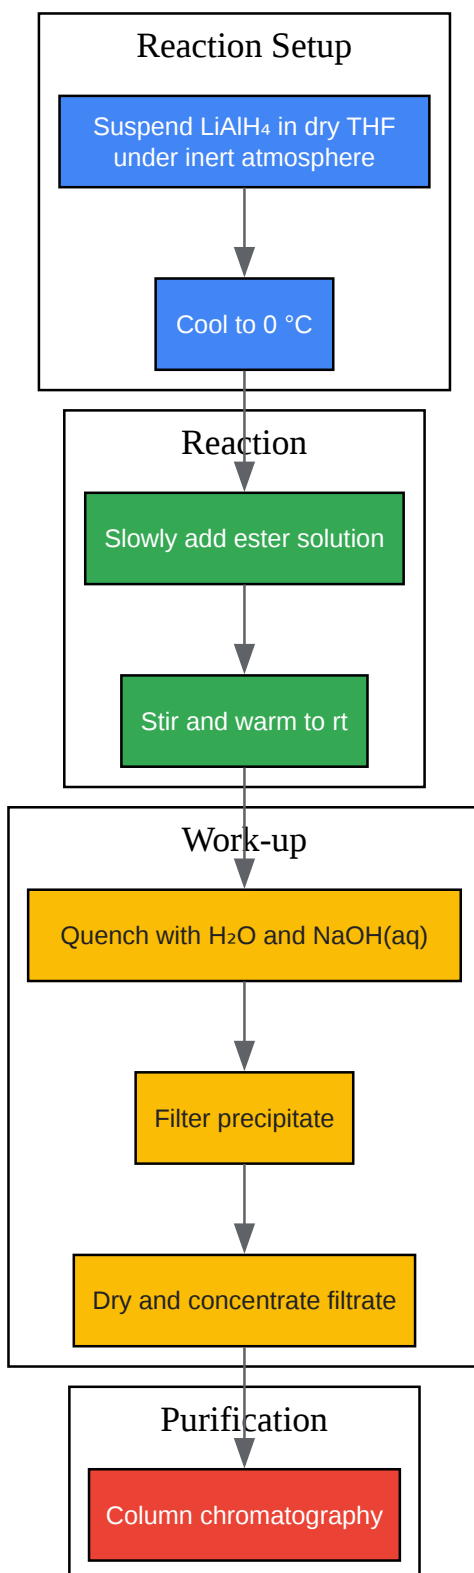 Reaction Setup
Suspend LiAlH₄ in dry THF
under inert atmosphere
Cool to 0 °C
Reaction
Slowly add ester solution
Stir and warm to rt
Work-up
Quench with H₂O and NaOH(aq)
Filter precipitate
Dry and concentrate filtrate
Purification
Column chromatography